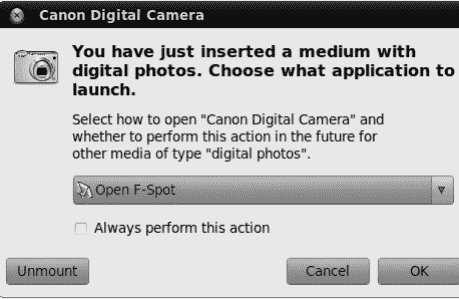 Canon Digital Camera
You have just inserted a medium with
digital photos. Choose what application to
launch.
Select how to open "Canon Digital Camera" and
whether to perform this action in the future for
other media of type "digital photos".
Open F-Spot
Always perform this action
Unmount
Cancel
OK